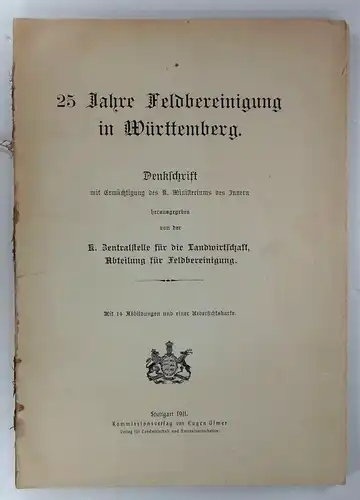 25 Jahre Feldbereinigung
in Württemberg.
Denkschrift
mit Ermächtigung des K. Ministeriums des Innern
herausgegeben
von der
K. Zentralstelle für die Landwirtschaft,
Abteilung für Feldbereinigung.
Mit 14 Abbildungen und einer Uebersichtskarte.
Stuttgart 1911.
Kommissionsverlag von Eugen Ulmer
Verlag für Landwirtschaft und Naturwissenschaften.